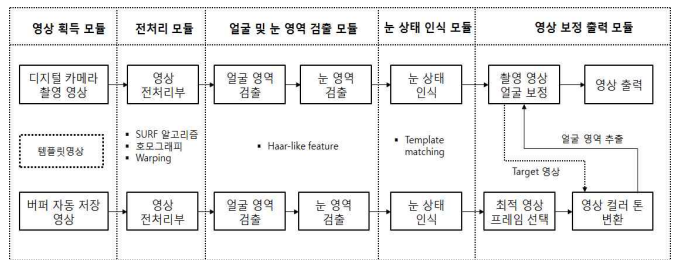 영상 획득 모듈
전처리 모듈
얼굴 및 눈 영역 검출 모듈
눈 상태 인식 모듈
영상 보정 출력 모듈
디지털 카메라
촬영 영상
영상
전처리부
얼굴 영역
검출
눈 영역
검출
눈 상태
인식
촬영 영상
얼굴 보정
영상 출력
템플릿영상
▪ SURF 알고리즘
▪ 호모그래피
▪ Warping
▪ Haar-like feature
▪ Template
matching
얼굴 영역 추출
Target 영상
버퍼 자동 저장
영상
영상
전처리부
얼굴 영역
검출
눈 영역
검출
눈 상태
인식
최적 영상
프레임 선택
영상 컬러 톤
변환